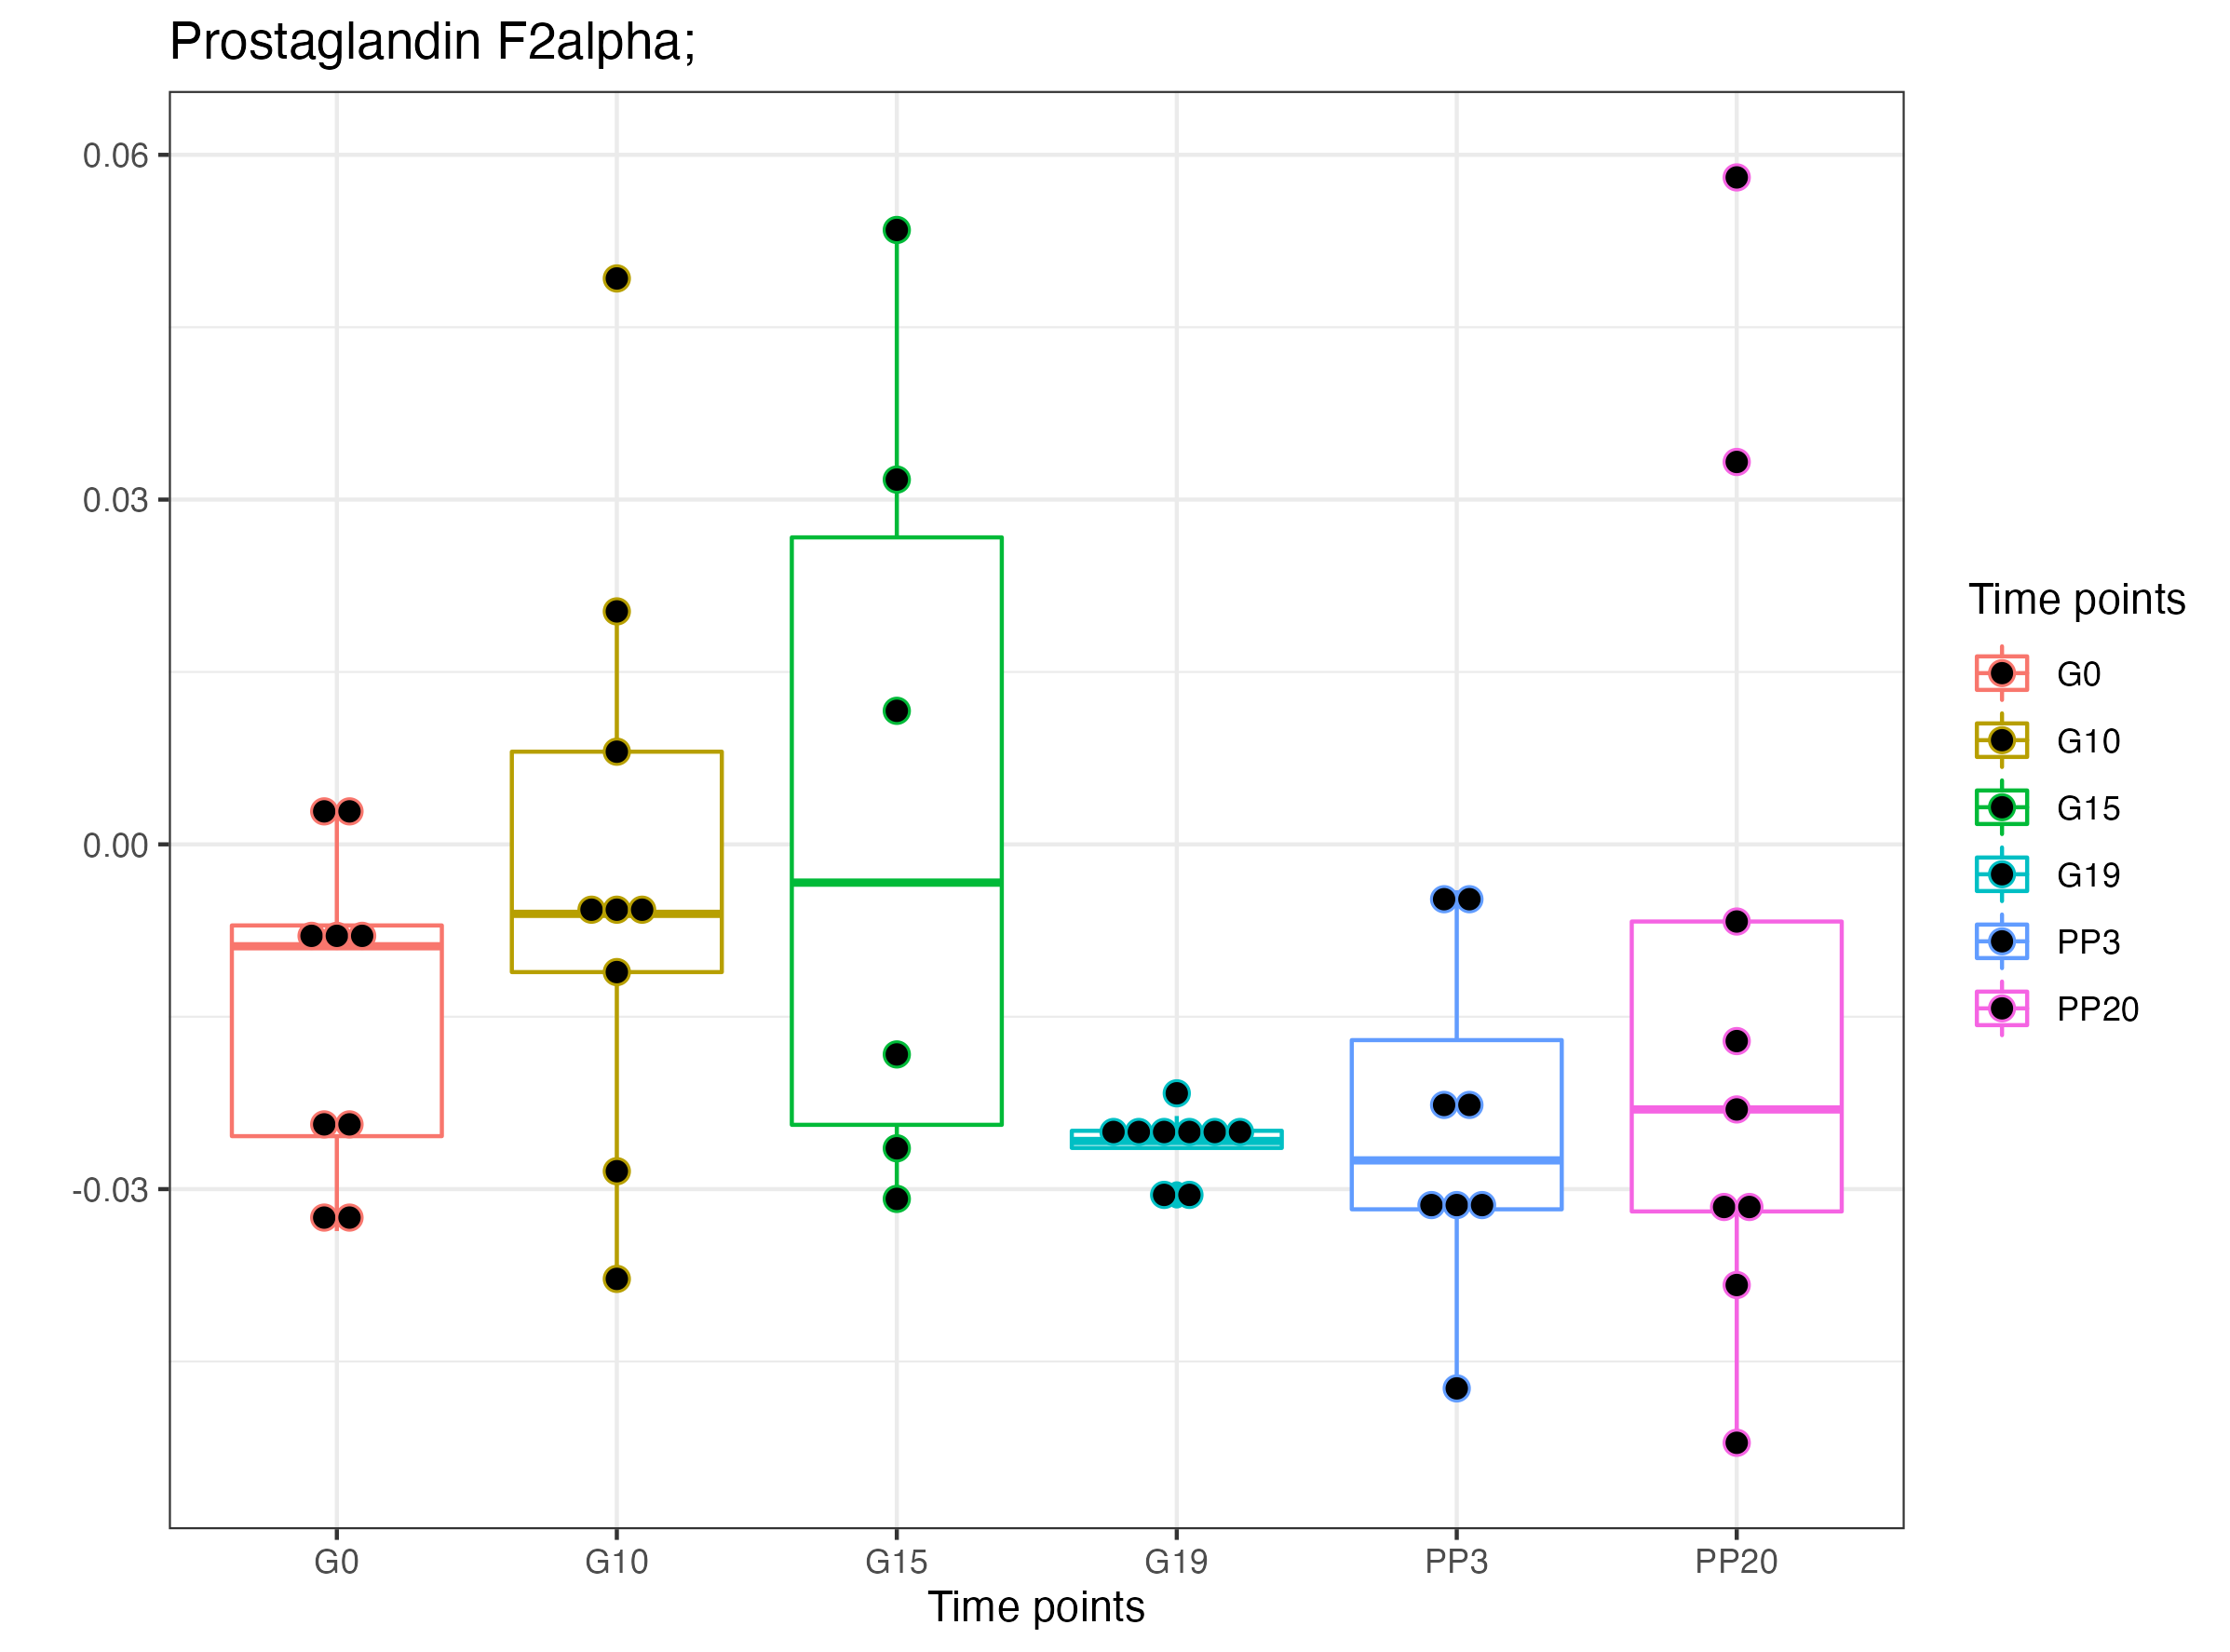 Prostaglandin F2alpha;
0.06
0.03
0.00
-0.03
G0 G10 G15 G19 PP3 PP20
Time points
Time points
G0
G10
G15
G19
PP3
PP20